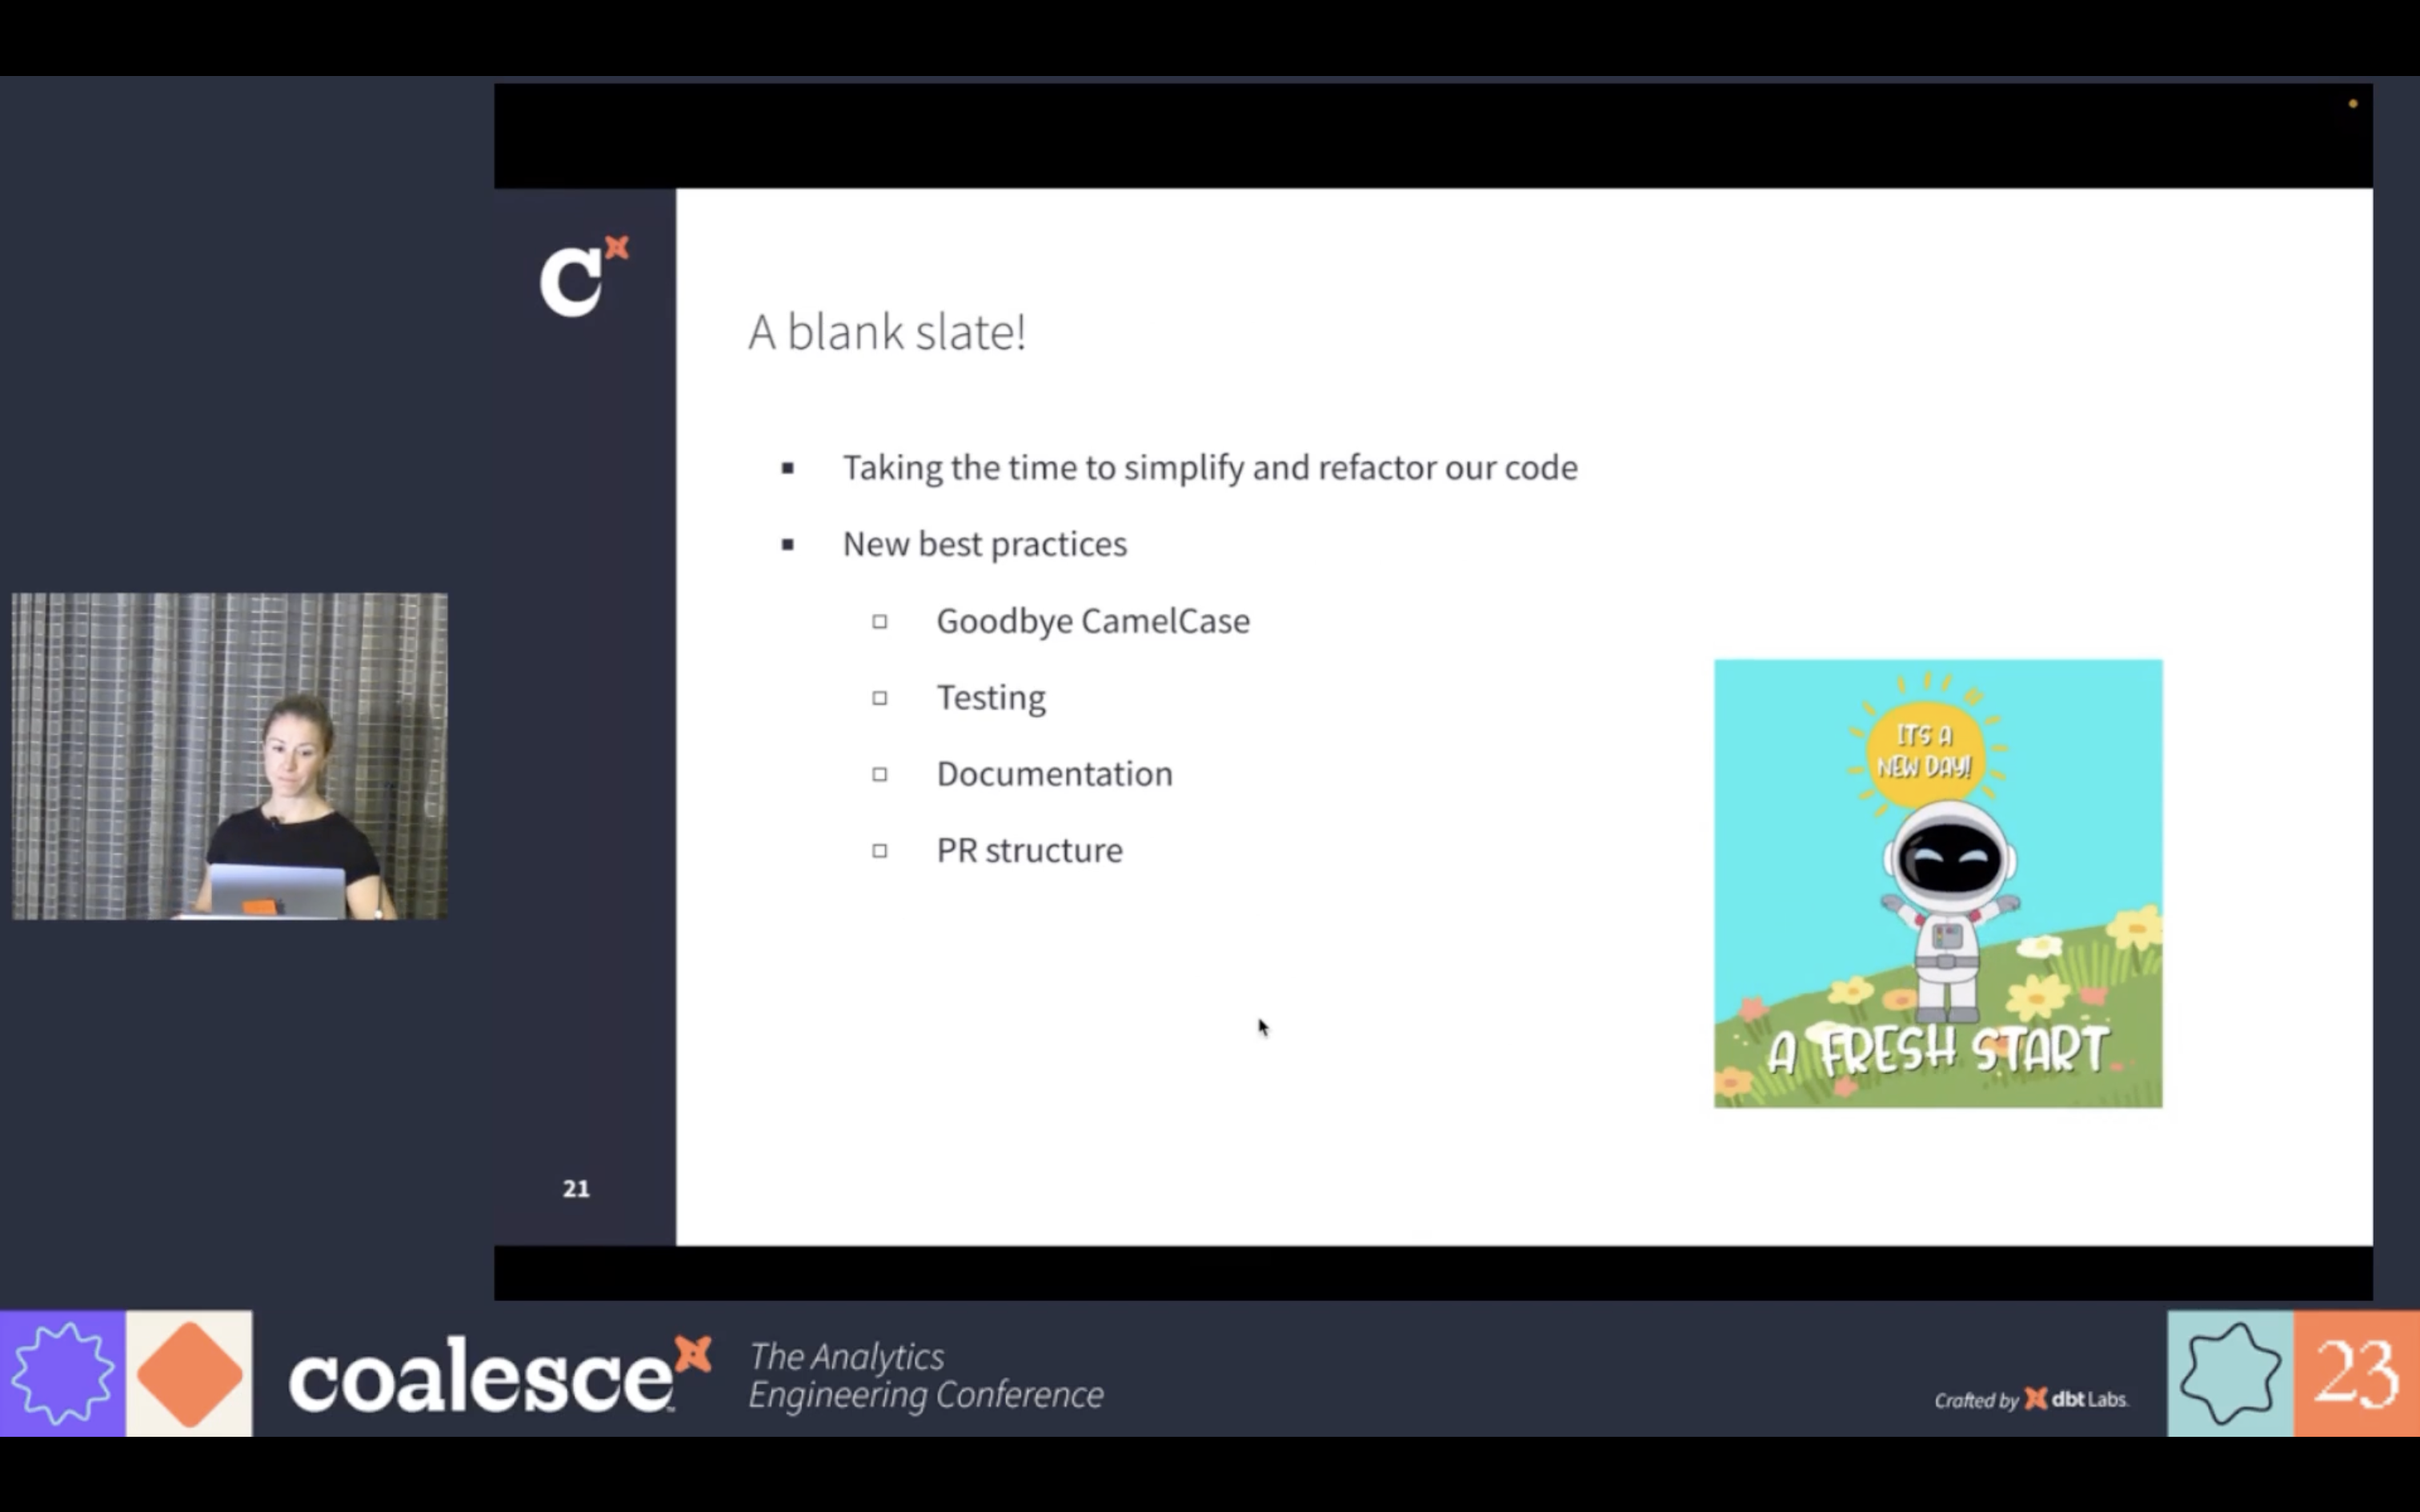 C
A blank slate!
Taking the time to simplify and refactor our code
New best practices
Goodbye CamelCase
Testing
Documentation
PR structure
ITS A
NEW DAY!
A FRESH START
21
coalesce
The Analytics
Engineering Conference
Crafted by dbt Labs
23